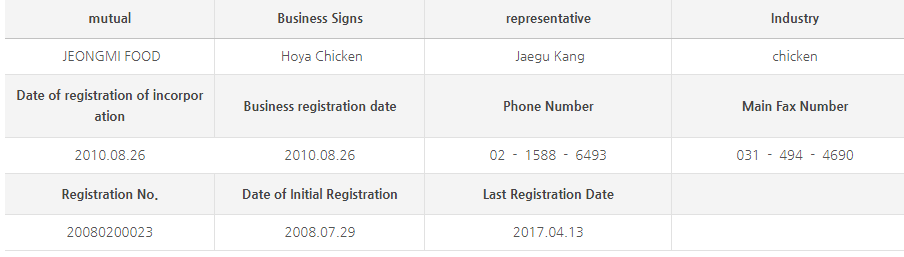 mutual Business Signs representative Industry
JEONGMI FOOD Hoya Chicken Jaegu Kang chicken
Date of registration of incorpor
ation Business registration date Phone Number Main Fax Number
2010.08.26 2010.08.26 02 - 1588 - 6493 031 - 494 - 4690
Registration No. Date of Initial Registration Last Registration Date
20080200023 2008.07.29 2017.04.13